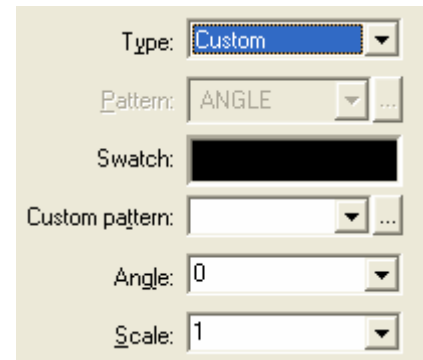 Type: Custom
Pattern: ANGLE ...
Swatch:
Custom pattern: ...
Angle: 0
Scale: 1